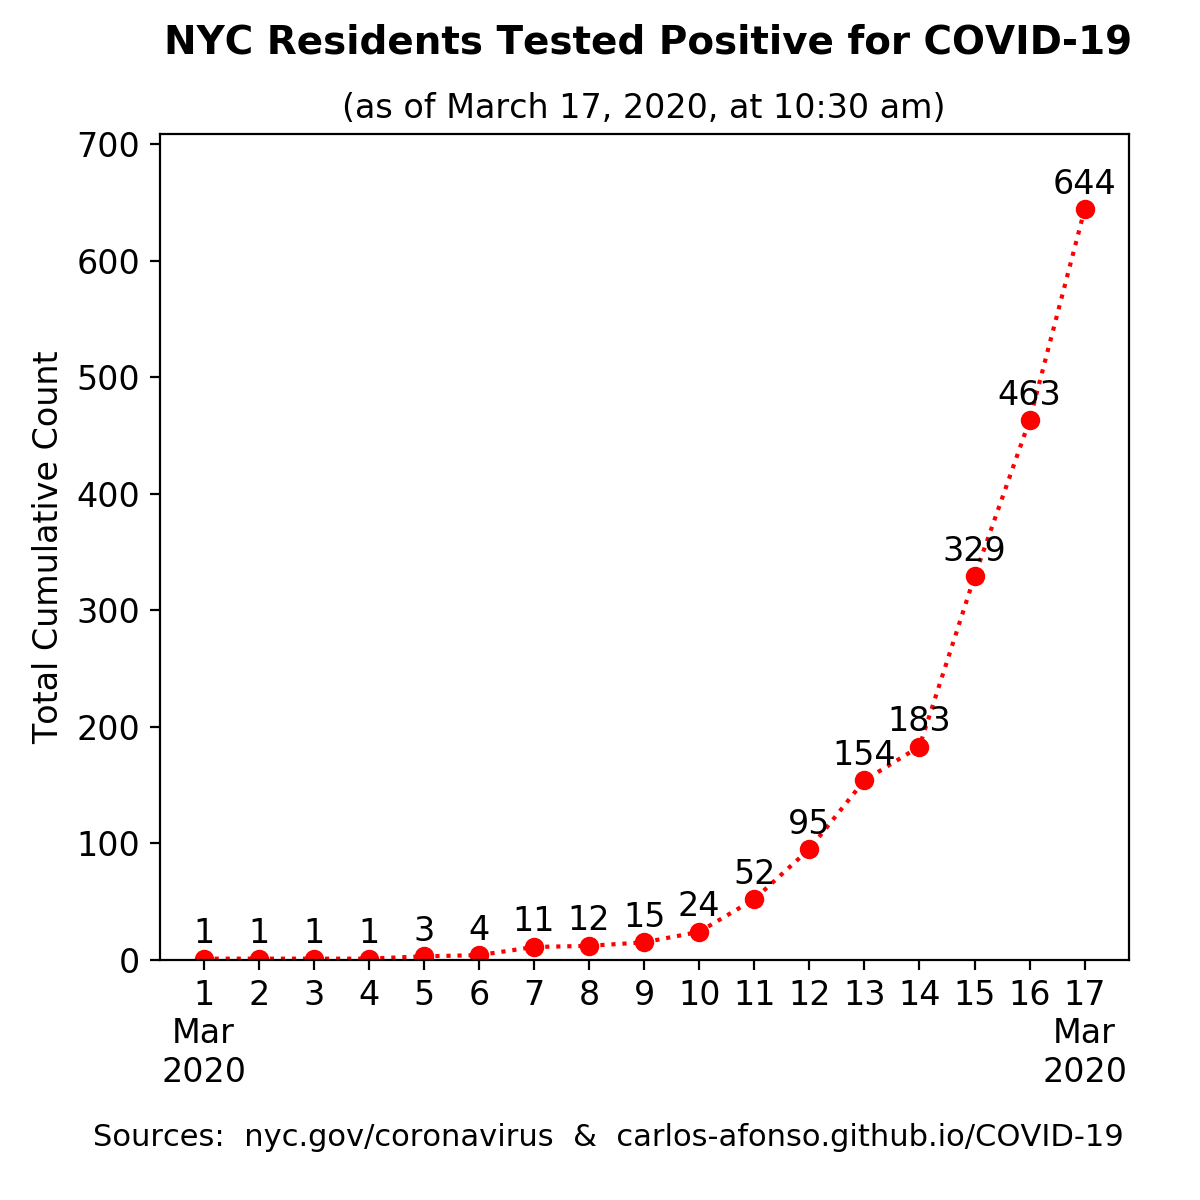 NYC Residents Tested Positive for COVID-19
(as of March 17, 2020, at 10:30 am)
Total Cumulative Count
700
600
500
400
300
200
100
0
1 1 1 1 3 4 11 12 15 24 52 95 154 183 329 463 644
1 2 3 4 5 6 7 8 9 10 11 12 13 14 15 16 17
Mar Mar
2020 2020
Sources: nyc.gov/coronavirus & carlos-afonso.github.io/COVID-19